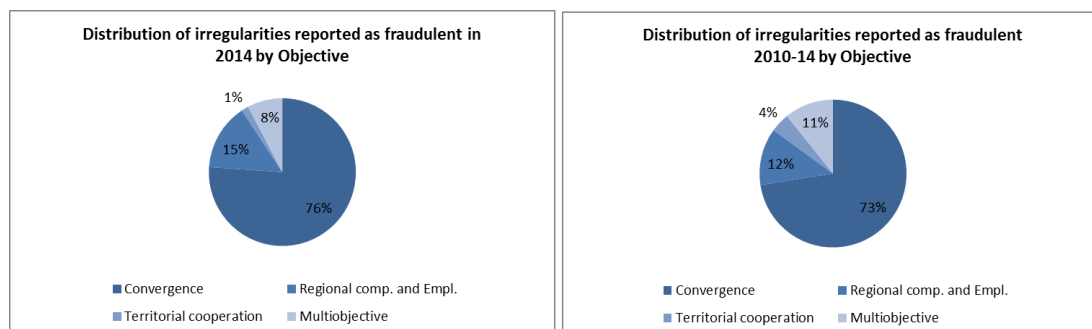 Distribution of irregularities reported as fraudulent in
2014 by Objective
1%
8%
15%
76%
Convergence
Regional comp. and Empl.
Territorial cooperation
Multiobjective
Distribution of irregularities reported as fraudulent
2010-14 by Objective
4%
11%
12%
73%
Convergence
Regional comp. and Empl.
Territorial cooperation
Multiobjective